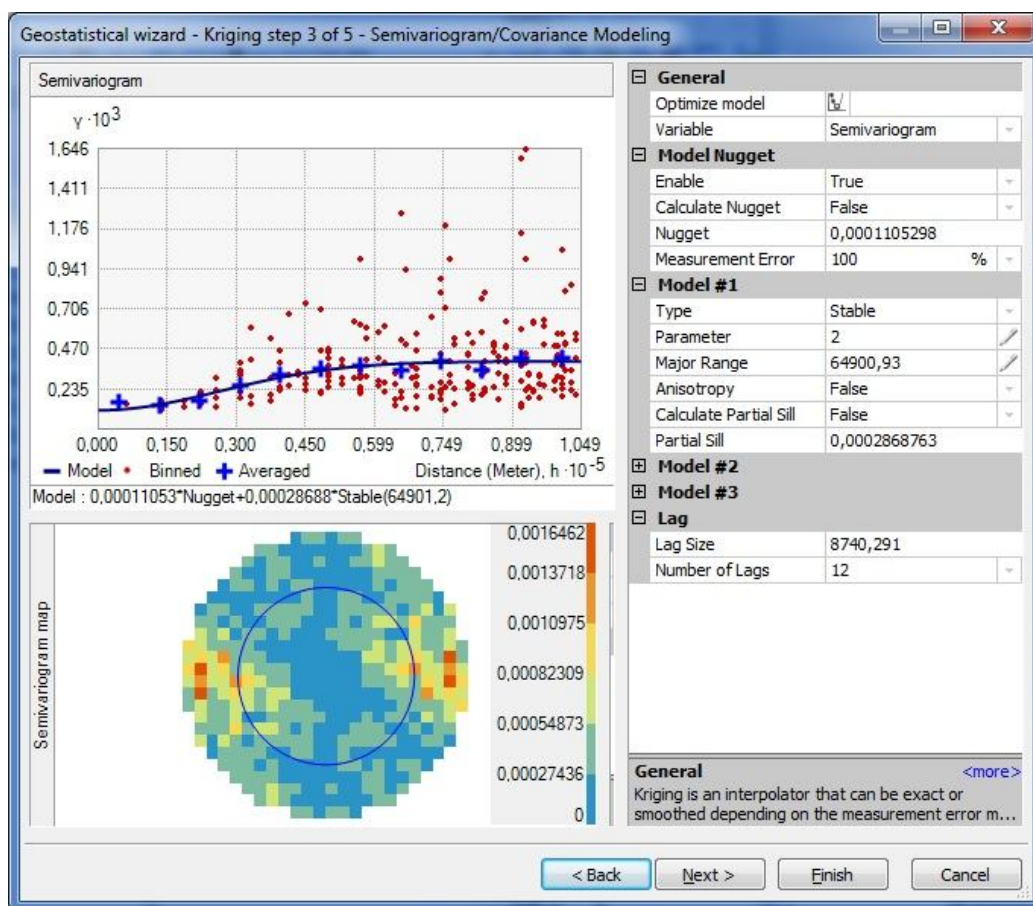 Geostatistical wizard - Kriging step 3 of 5 - Semivariogram/Covariance Modeling
Semivariogram
γ·10³
1,646
1,411
1,176
0,941
0,706
0,470
0,235
0,000 0,150 0,300 0,450 0,599 0,749 0,899 1,049
Model Binned Averaged Distance (Meter), h·10⁻⁵
Model : 0,00011053*Nugget+0,00028688*Stable(64901,2)
Semivariogram map
0,0016462
0,0013718
0,0010975
0,00082309
0,00054873
0,00027436
0
General
Optimize model
Variable Semivariogram
Model Nugget
Enable True
Calculate Nugget False
Nugget 0,0001105298
Measurement Error 100 %
Model #1
Type Stable
Parameter 2
Major Range 64900,93
Anisotropy False
Calculate Partial Sill False
Partial Sill 0,0002868763
Model #2
Model #3
Lag
Lag Size 8740,291
Number of Lags 12
General <more>
Kriging is an interpolator that can be exact or
smoothed depending on the measurement error m...
< Back Next > Finish Cancel